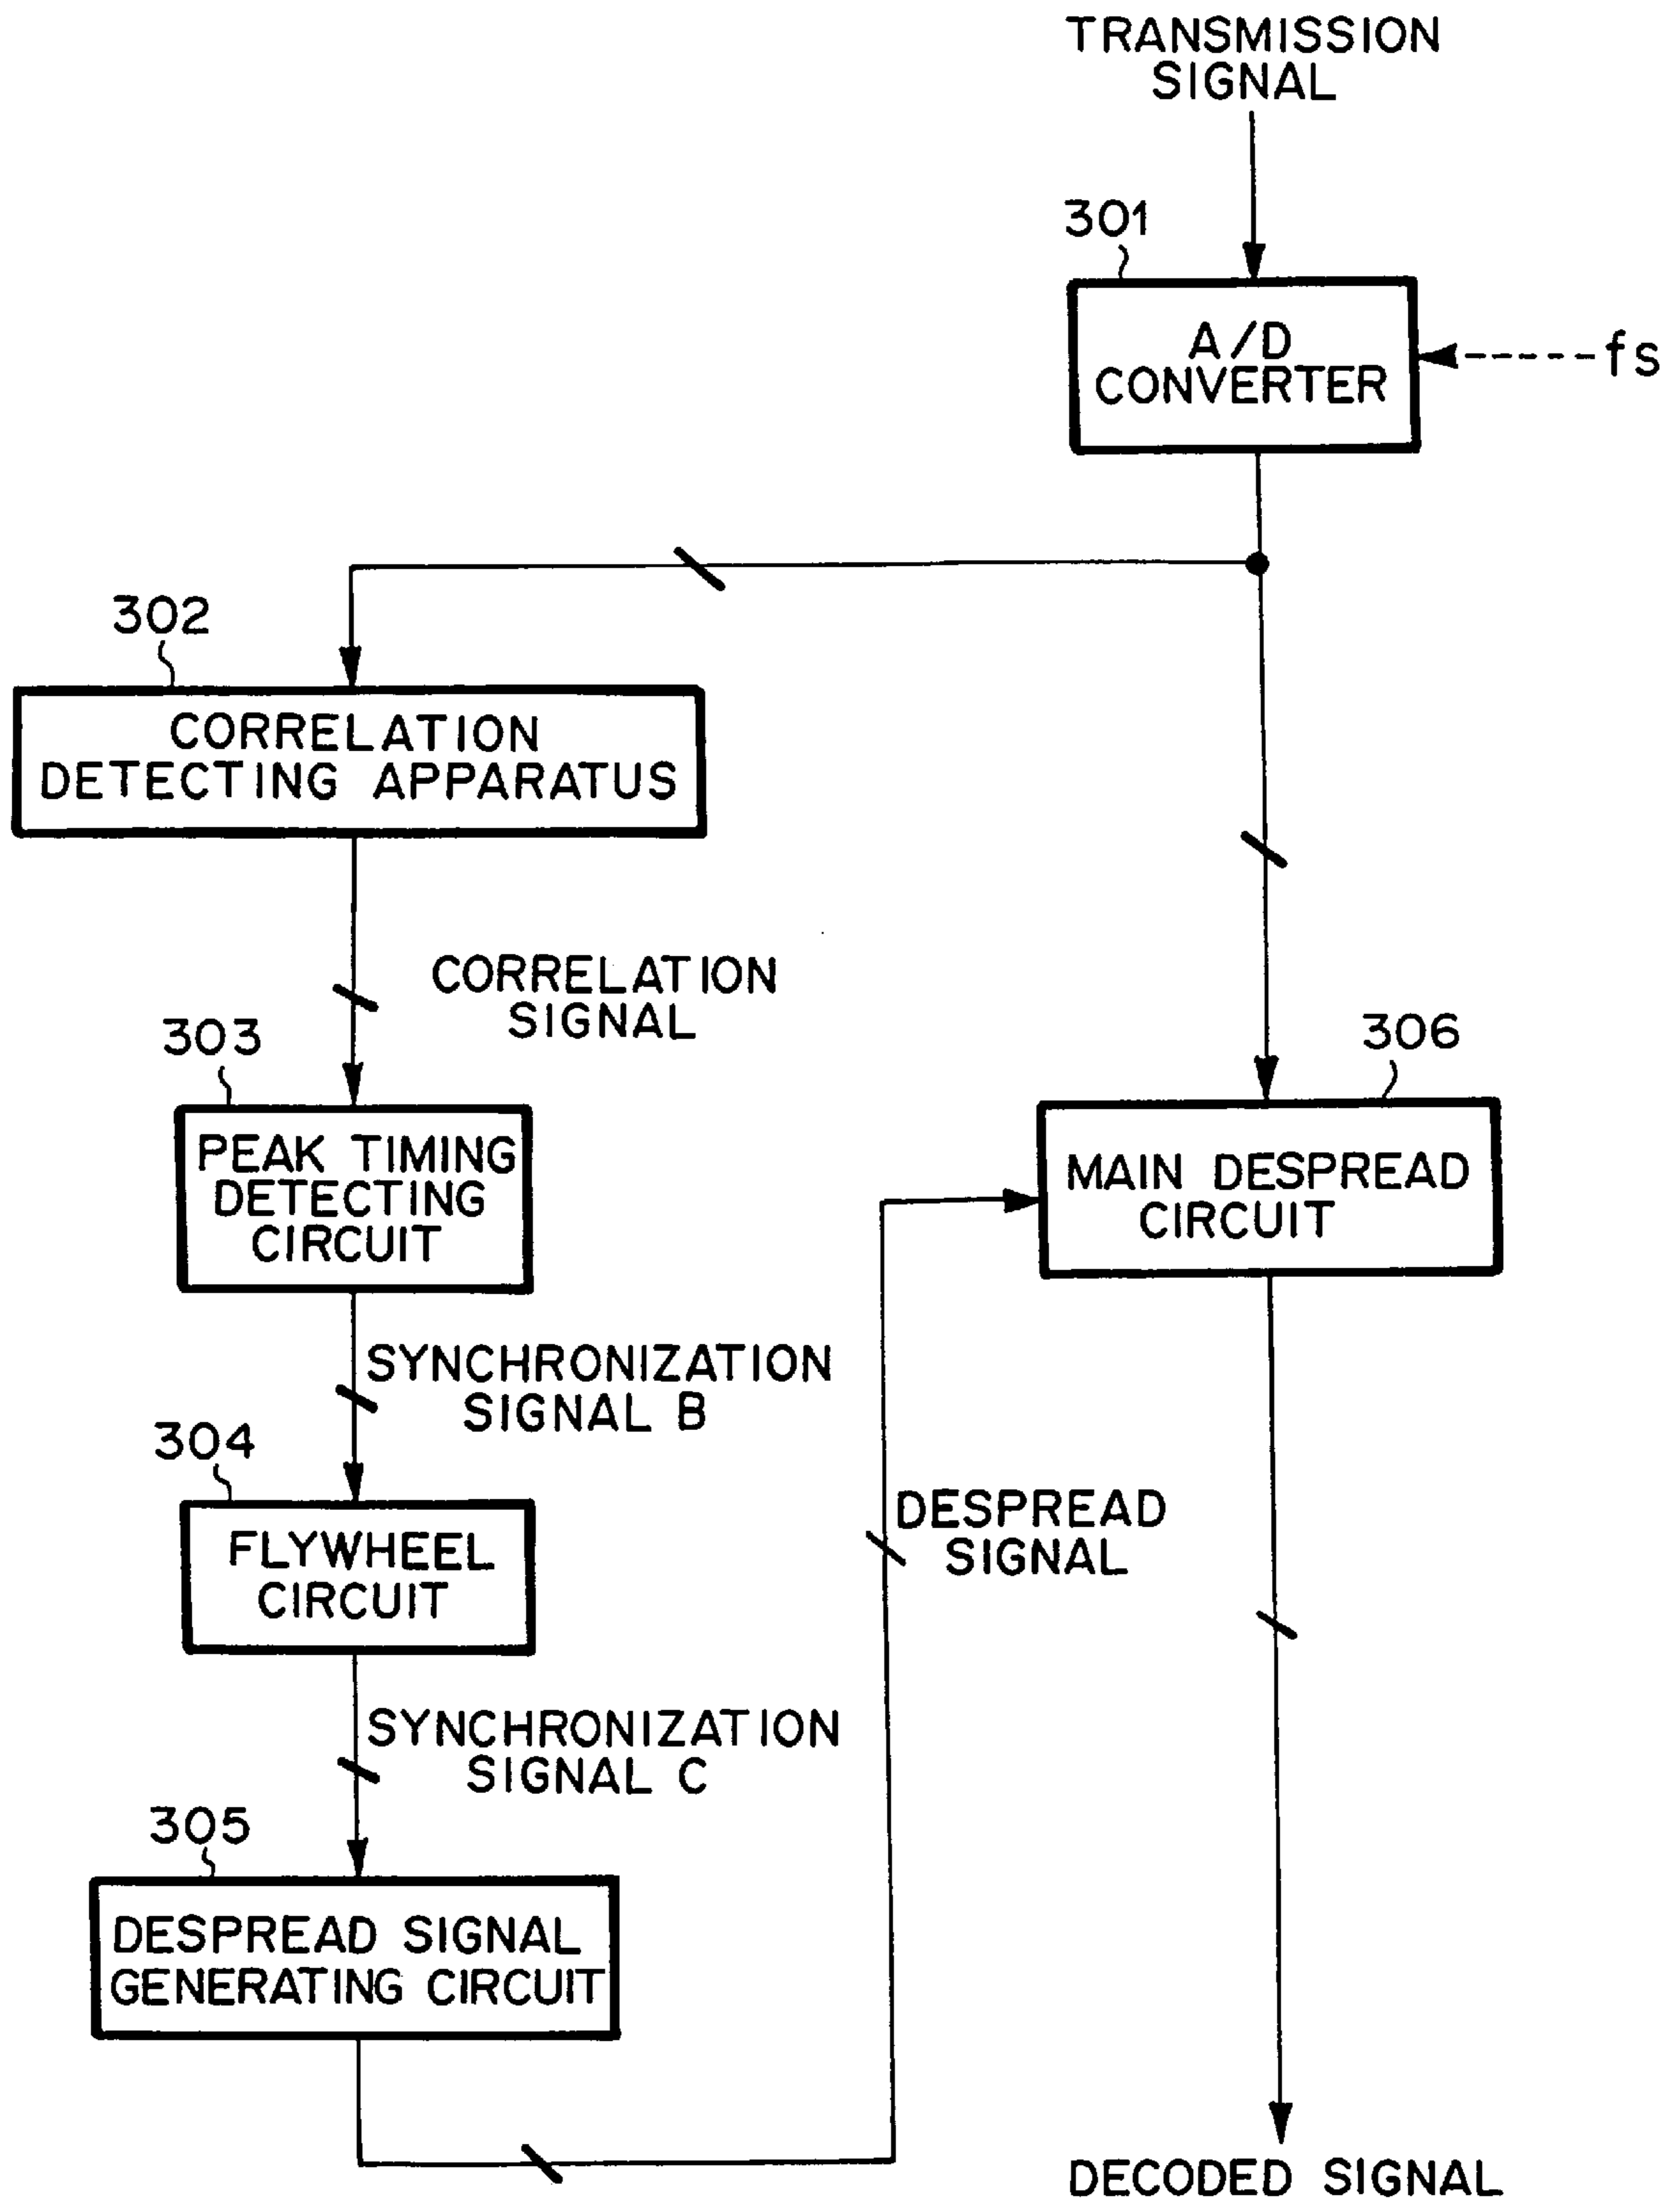 TRANSMISSION
SIGNAL
301
A/D
CONVERTER
fs
302
CORRELATION
DETECTING APPARATUS
CORRELATION
SIGNAL
303
306
PEAK TIMING
DETECTING
CIRCUIT
MAIN DESPREAD
CIRCUIT
SYNCHRONIZATION
SIGNAL B
304
DESPREAD
SIGNAL
FLYWHEEL
CIRCUIT
SYNCHRONIZATION
SIGNAL C
305
DESPREAD SIGNAL
GENERATING CIRCUIT
DECODED SIGNAL